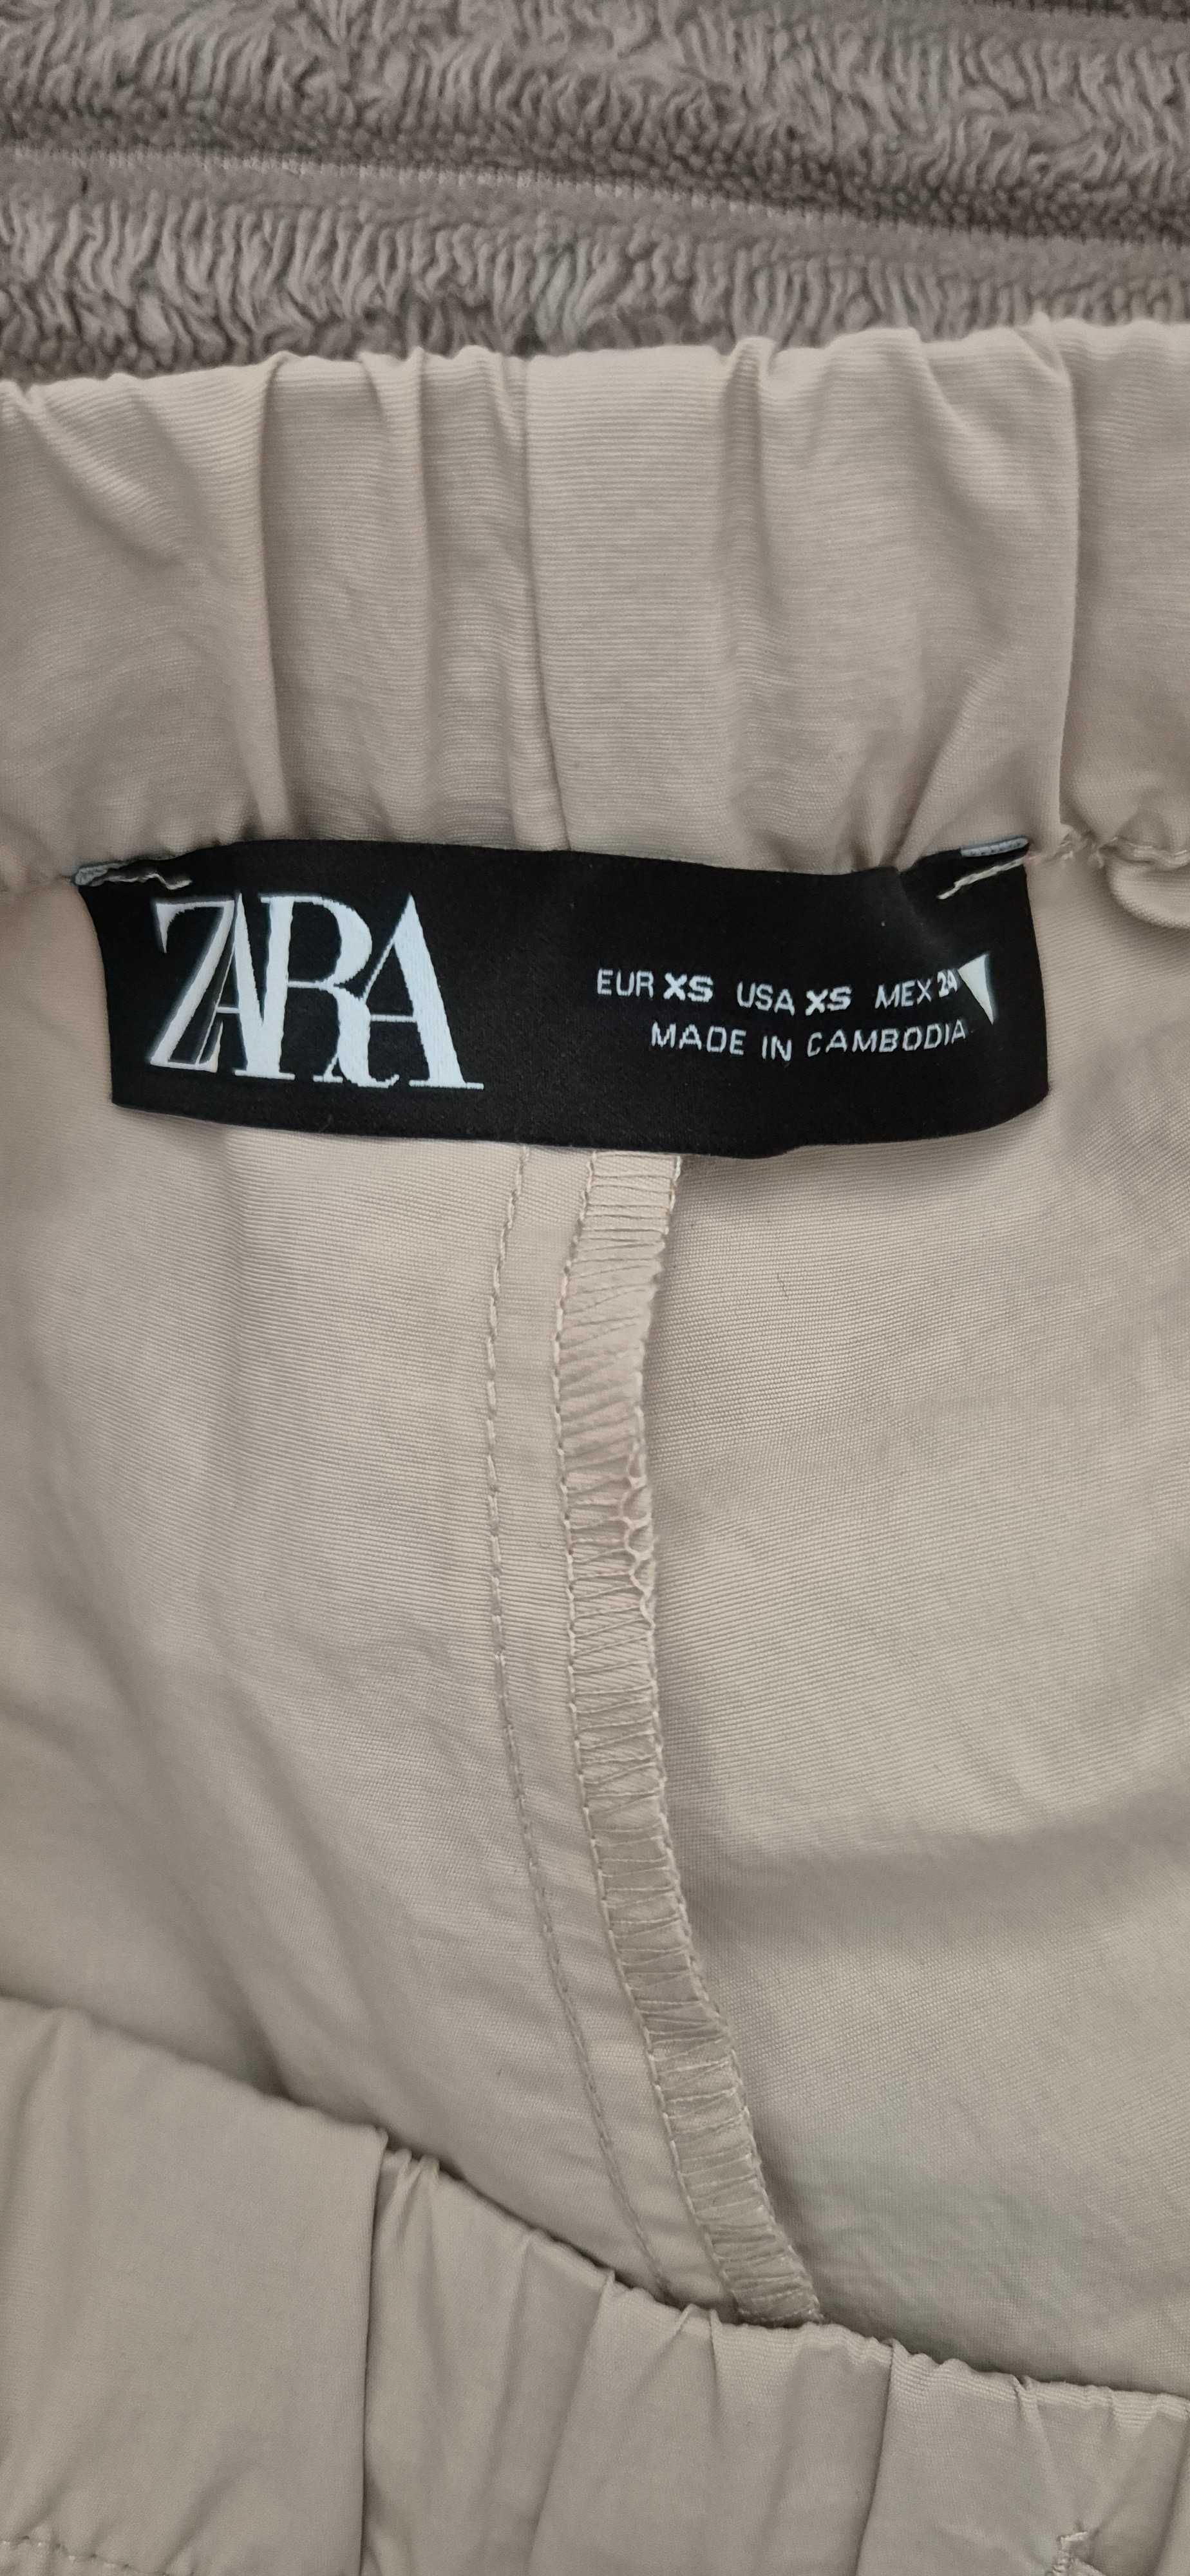 ZARA
EUR XS USA XS MEX 24
MADE IN CAMBODIA